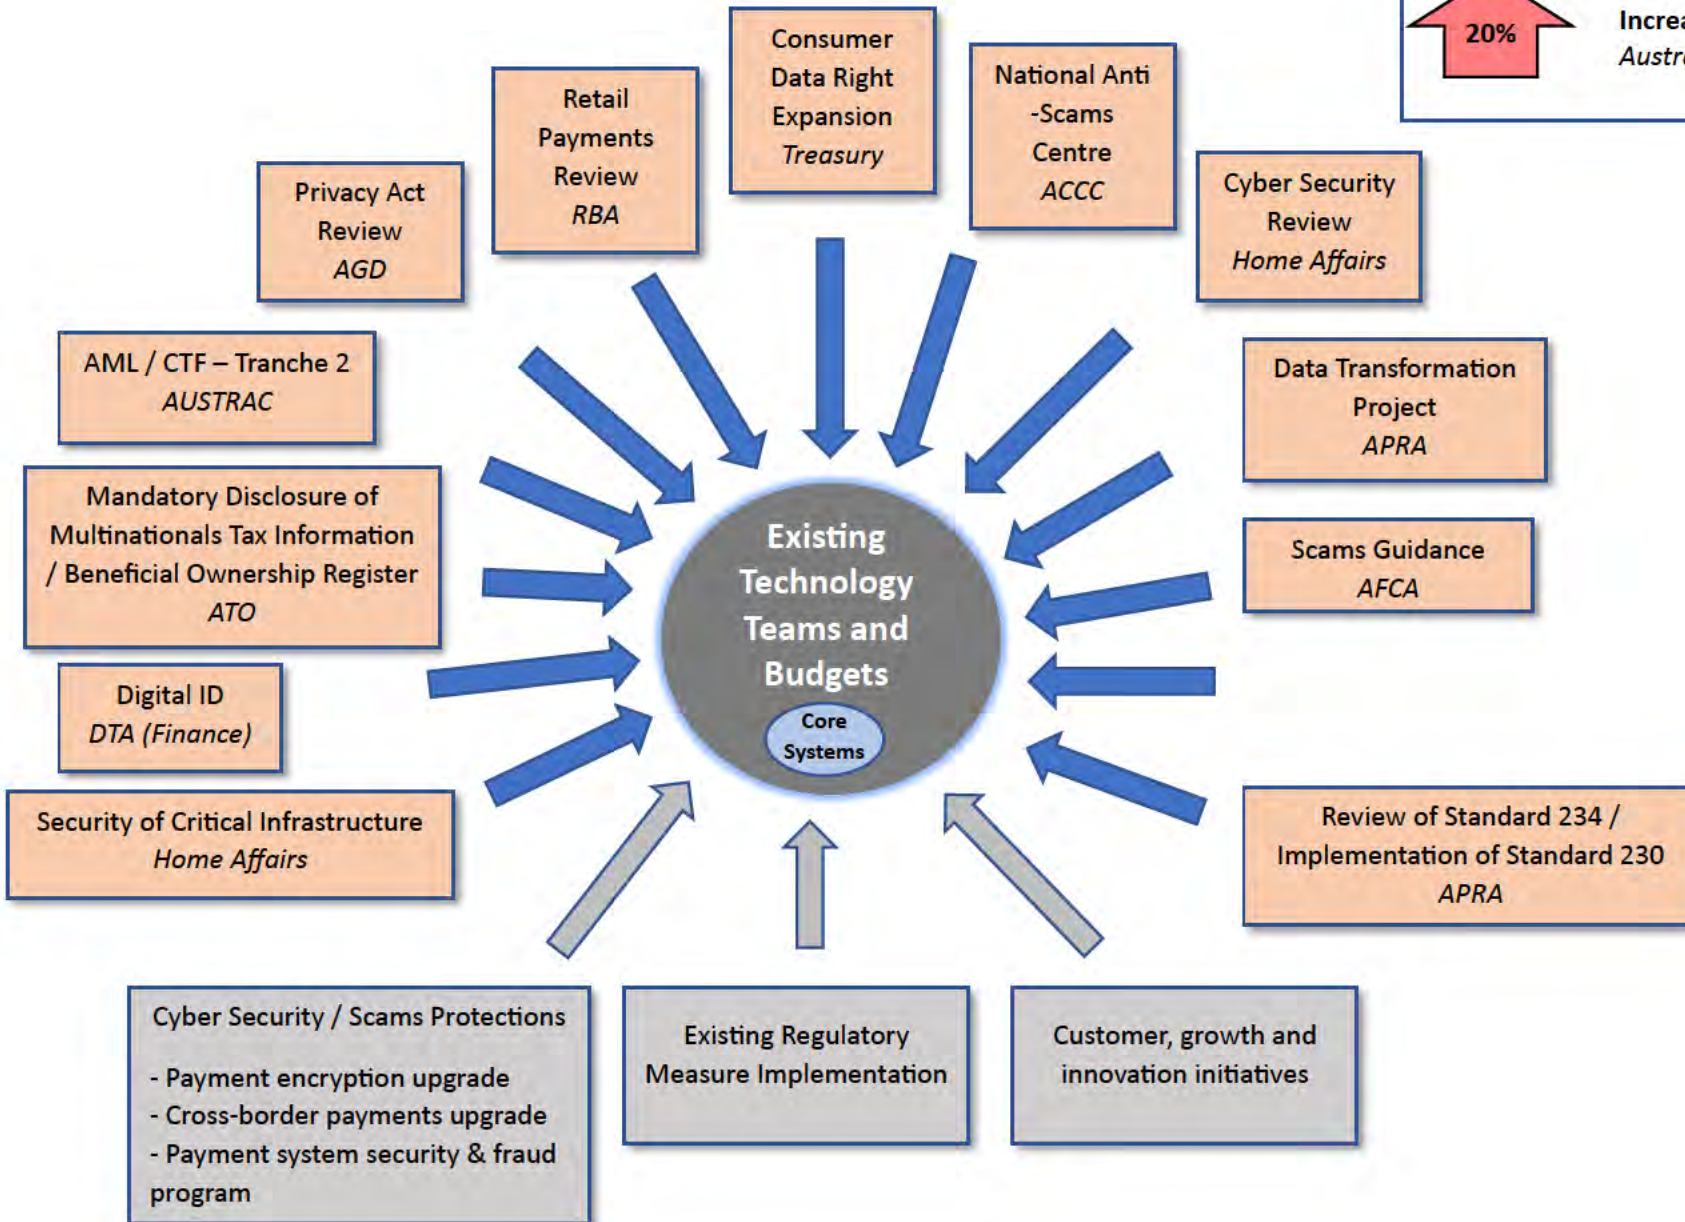 20%
Consumer
Data Right
Expansion
Treasury
National Anti
-Scams
Centre
ACCC
Retail
Payments
Review
RBA
Privacy Act
Review
AGD
Cyber Security
Review
Home Affairs
AML / CTF – Tranche 2
AUSTRAC
Data Transformation
Project
APRA
Mandatory Disclosure of
Multinationals Tax Information
/ Beneficial Ownership Register
ATO
Scams Guidance
AFCA
Existing
Technology
Teams and
Budgets
Core
Systems
Digital ID
DTA (Finance)
Security of Critical Infrastructure
Home Affairs
Review of Standard 234 /
Implementation of Standard 230
APRA
Cyber Security / Scams Protections
- Payment encryption upgrade
- Cross-border payments upgrade
- Payment system security & fraud
program
Existing Regulatory
Measure Implementation
Customer, growth and
innovation initiatives